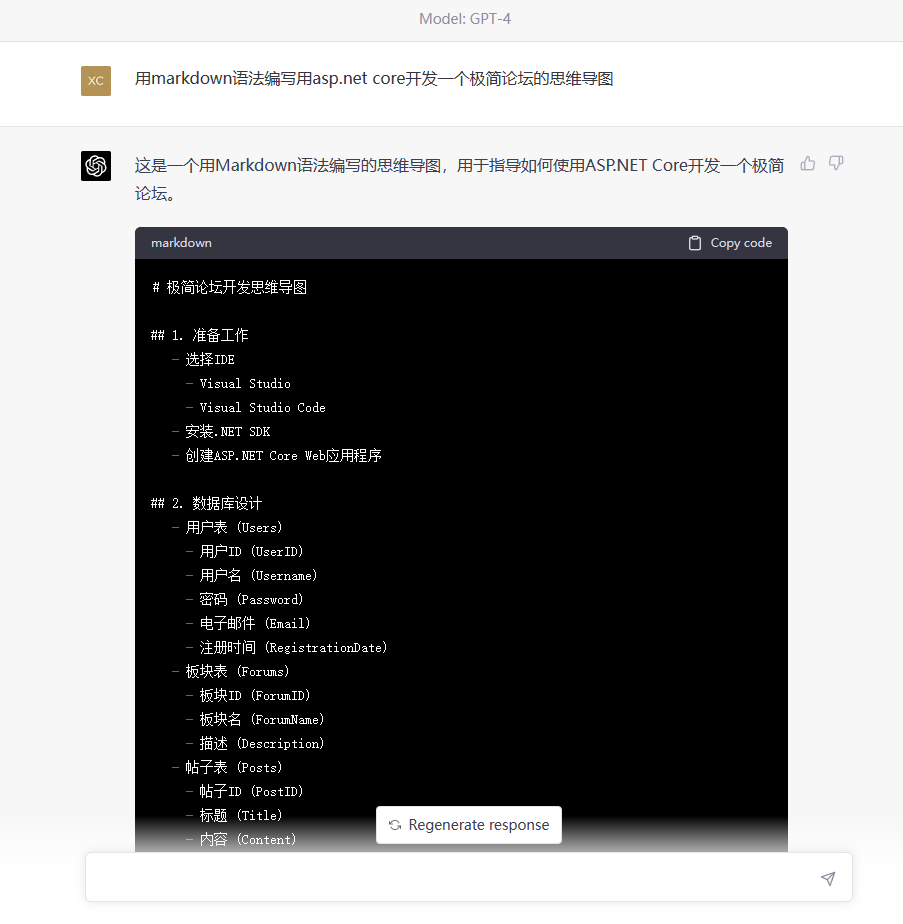 Model: GPT-4
XC
用markdown语法编写用asp.net core开发一个极简论坛的思维导图
这是一个用Markdown语法编写的思维导图，用于指导如何使用ASP.NET Core开发一个极简
论坛。
markdown
Copy code
# 极简论坛开发思维导图
## 1. 准备工作
- 选择IDE
- Visual Studio
- Visual Studio Code
- 安装.NET SDK
- 创建ASP.NET Core Web应用程序
## 2. 数据库设计
- 用户表 (Users)
- 用户ID (UserID)
- 用户名 (Username)
- 密码 (Password)
- 电子邮件 (Email)
- 注册时间 (RegistrationDate)
- 板块表 (Forums)
- 板块ID (ForumID)
- 板块名 (ForumName)
- 描述 (Description)
- 帖子表 (Posts)
- 帖子ID (PostID)
- 标题 (Title)
- 内容 (Content)
Regenerate response